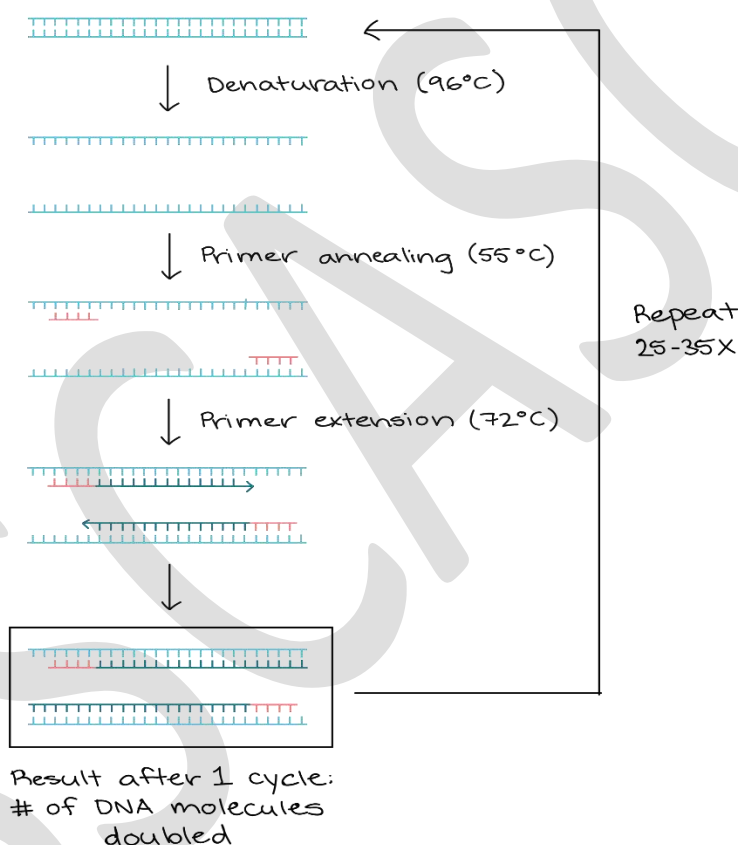 Denaturation (96°C)
Primer annealing (55°C)
Repeat
25-35X
Primer extension (72°C)
Result after 1 cycle:
# of DNA molecules
doubled